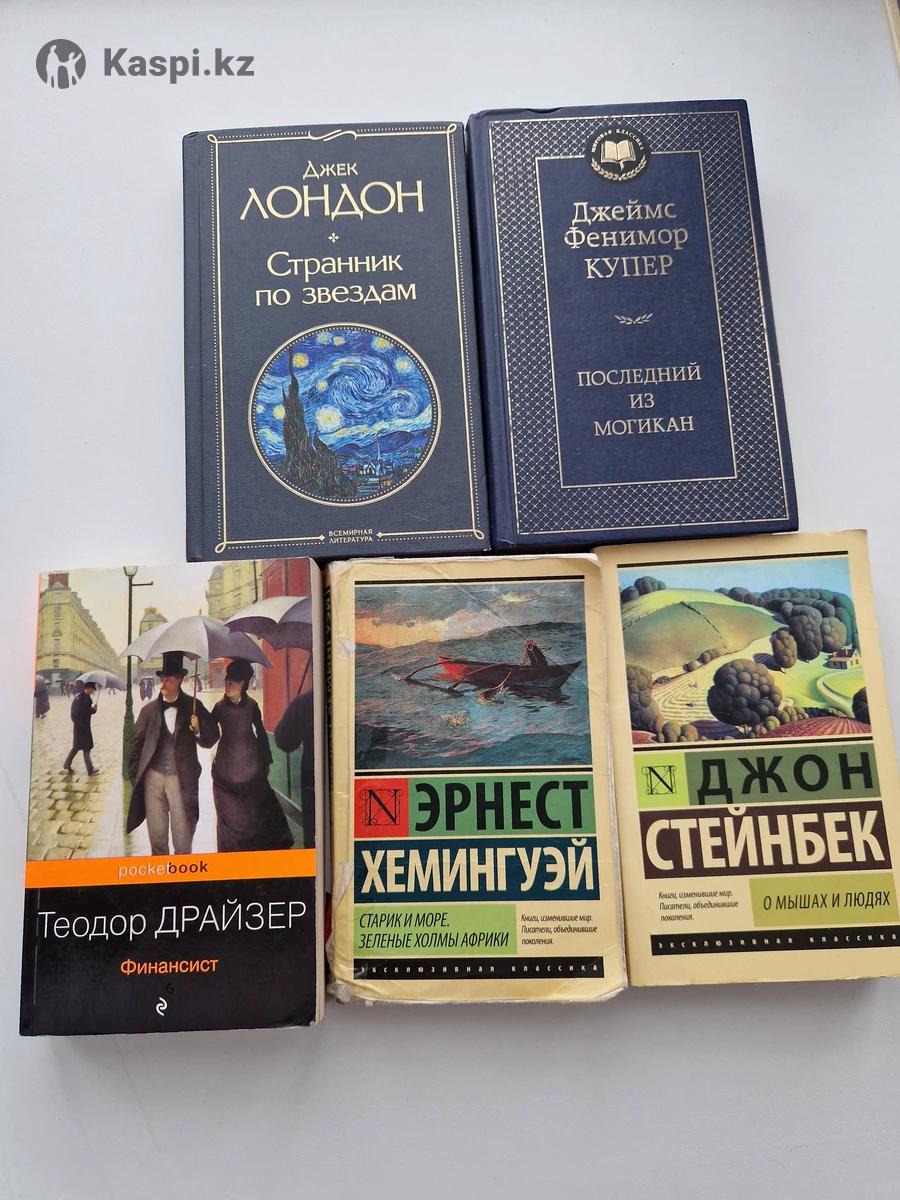 Kaspi.kz
Джек
ЛОНДОН
Странник
по звездам
ВСЕМИРНАЯ
ЛИТЕРАТУРА
МИРОВАЯ КЛАССИКА
Джеймс
Фенимор
КУПЕР
ПОСЛЕДНИЙ
ИЗ
МОГИКАН
pocketbook
Теодор ДРАЙЗЕР
Финансист
N ЭРНЕСТ
ХЕМИНГУЭЙ
СТАРИК И МОРЕ.
ЗЕЛЕНЫЕ ХОЛМЫ АФРИКИ
Книги, изменившие мир.
Писатели, объединившие
поколения.
эксклюзивная классика
N ДЖОН
СТЕЙНБЕК
Книги, изменившие мир.
Писатели, объединившие
поколения.
О МЫШАХ И ЛЮДЯХ
эксклюзивная классика